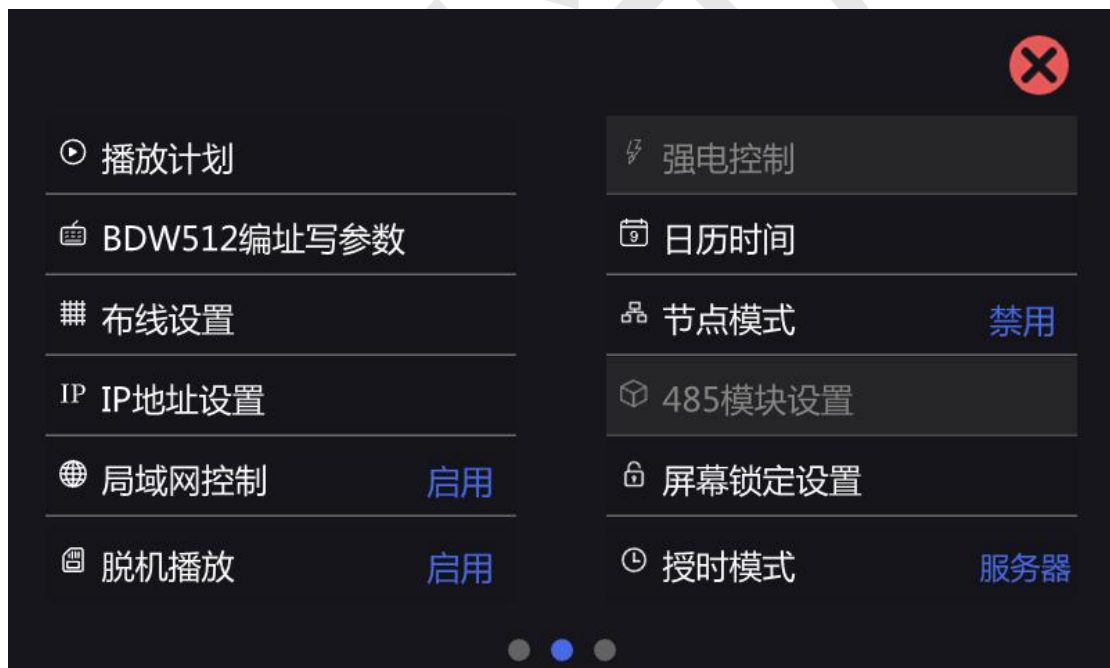 播放计划
BDW512编址写参数
布线设置
IP IP地址设置
局域网控制 启用
脱机播放 启用
强电控制
9 日历时间
节点模式 禁用
485模块设置
屏幕锁定设置
授时模式 服务器